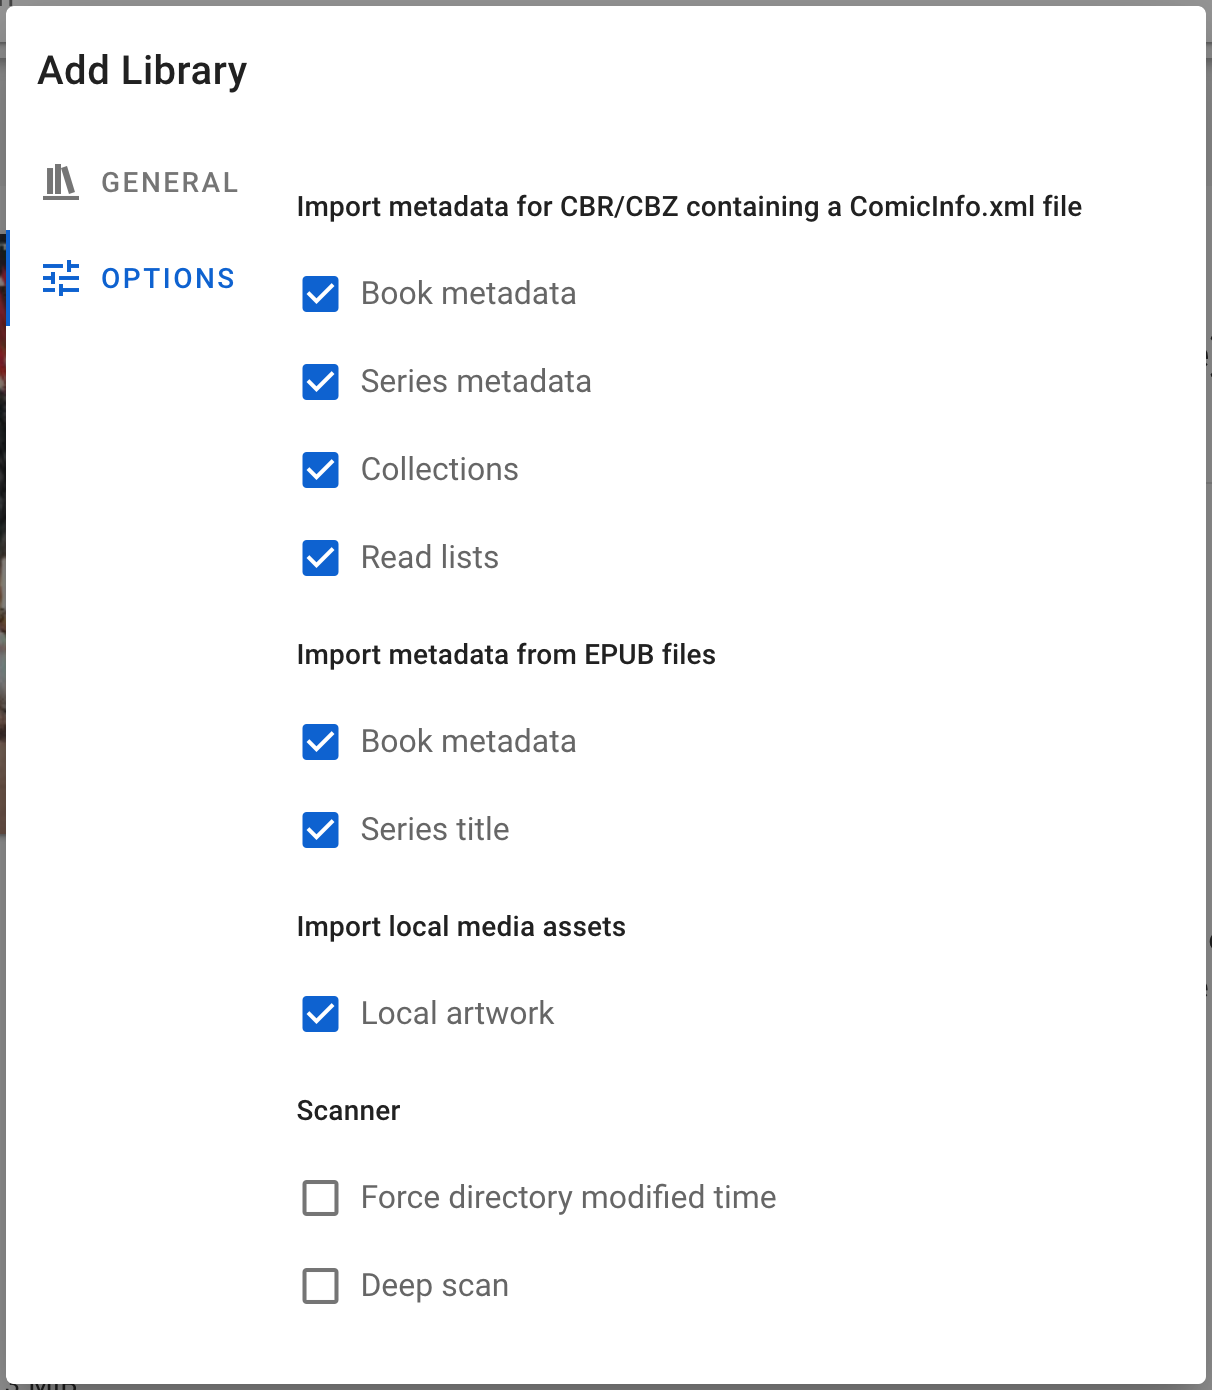 Add Library
GENERAL
OPTIONS
Import metadata for CBR/CBZ containing a ComicInfo.xml file
Book metadata
Series metadata
Collections
Read lists
Import metadata from EPUB files
Book metadata
Series title
Import local media assets
Local artwork
Scanner
Force directory modified time
Deep scan